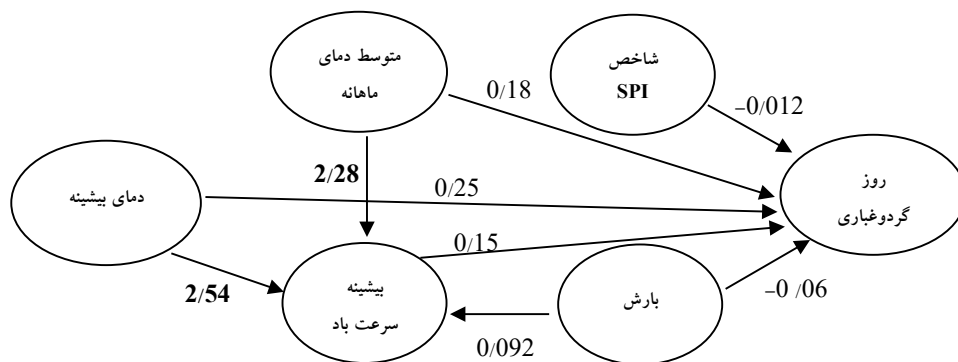 متوسط دمای
ماهانه
شاخص
SPI
0/18
–0/012
2/28
دمای بیشینه
0/25
روز
گردوغباری
0/15
2/54
بیشینه
سرعت باد
بارش
–0 /06
0/092